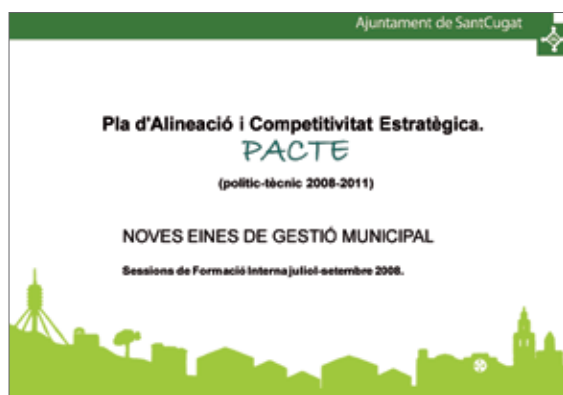 Ajuntament de SantCugat
Pla d'Alineació i Competitivitat Estratègica.
PACTE
(polític-tècnic 2008-2011)
NOVES EINES DE GESTIÓ MUNICIPAL
Sessions de Formació Interna juliol-setembre 2008.